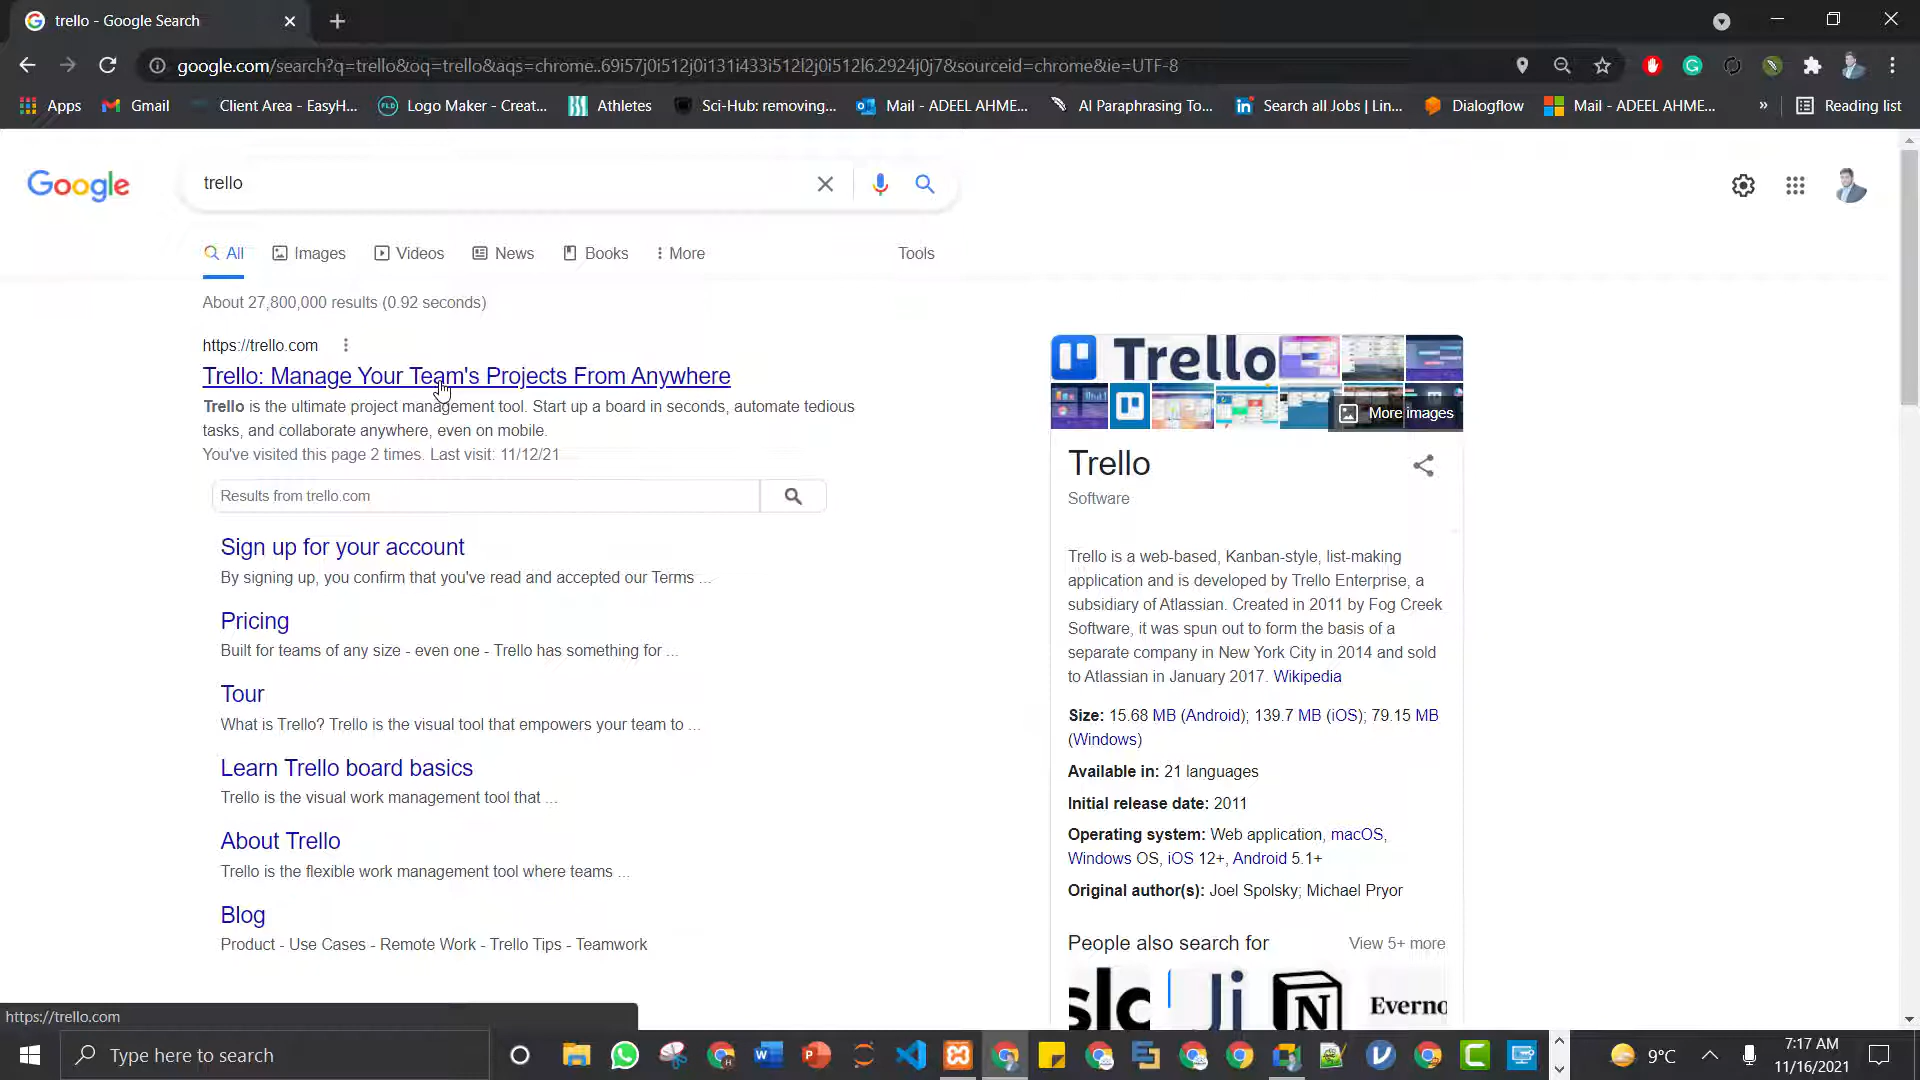 trello - Google Search
google.com/search?q=trello&oq=trello&aqs=chrome..69i57j0i512j0i131i433i512l2j0i512l6.2924j0j7&sourceid=chrome&ie=UTF-8
Apps Gmail Client Area - EasyH... Logo Maker - Creat... Athletes Sci-Hub: removing... Mail - ADEEL AHME... AI Paraphrasing To... Search all Jobs | Lin... Dialogflow Mail - ADEEL AHME... » Reading list
Google
trello
All Images Videos News Books More Tools
About 27,800,000 results (0.92 seconds)
https://trello.com
Trello: Manage Your Team's Projects From Anywhere
Trello is the ultimate project management tool. Start up a board in seconds, automate tedious
tasks, and collaborate anywhere, even on mobile.
You've visited this page 2 times. Last visit: 11/12/21
Results from trello.com
Sign up for your account
By signing up, you confirm that you've read and accepted our Terms ...
Pricing
Built for teams of any size - even one - Trello has something for ...
Tour
What is Trello? Trello is the visual tool that empowers your team to ...
Learn Trello board basics
Trello is the visual work management tool that ...
About Trello
Trello is the flexible work management tool where teams ...
Blog
Product - Use Cases - Remote Work - Trello Tips - Teamwork
Trello
More images
Trello
Software
Trello is a web-based, Kanban-style, list-making
application and is developed by Trello Enterprise, a
subsidiary of Atlassian. Created in 2011 by Fog Creek
Software, it was spun out to form the basis of a
separate company in New York City in 2014 and sold
to Atlassian in January 2017. Wikipedia
Size: 15.68 MB (Android); 139.7 MB (iOS); 79.15 MB
(Windows)
Available in: 21 languages
Initial release date: 2011
Operating system: Web application, macOS,
Windows OS, iOS 12+, Android 5.1+
Original author(s): Joel Spolsky; Michael Pryor
People also search for View 5+ more
slc Ji N Everno
https://trello.com
Type here to search
9°C
7:17 AM
11/16/2021